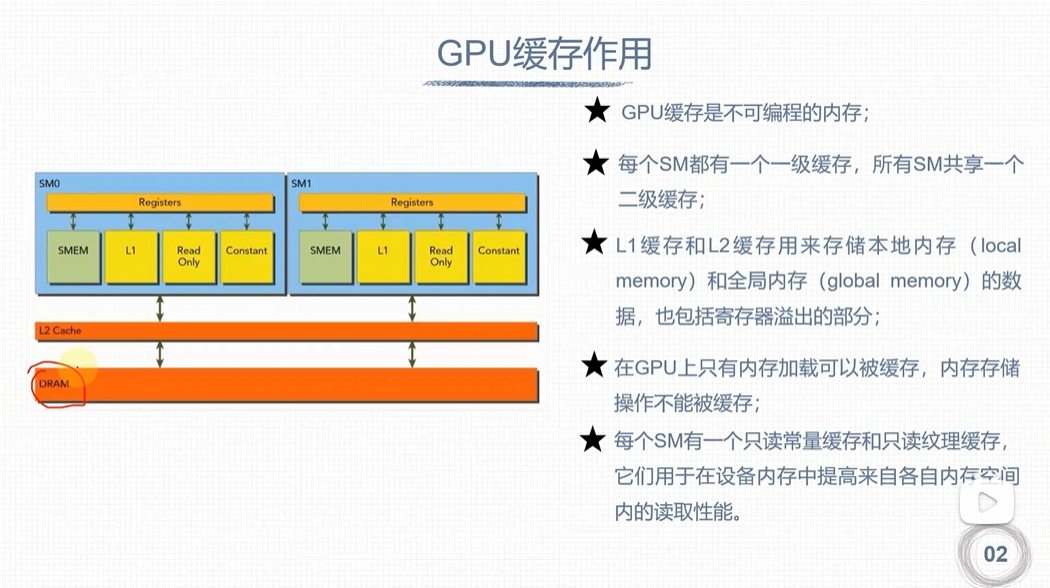 GPU缓存作用
SM0
Registers
SMEM
L1
Read
Only
Constant
SM1
Registers
SMEM
L1
Read
Only
Constant
L2 Cache
DRAM
★ GPU缓存是不可编程的内存；
★ 每个SM都有一个一级缓存，所有SM共享一个
二级缓存；
★ L1缓存和L2缓存用来存储本地内存（local
memory）和全局内存（global memory）的数
据，也包括寄存器溢出的部分；
★ 在GPU上只有内存加载可以被缓存，内存存储
操作不能被缓存；
★ 每个SM有一个只读常量缓存和只读纹理缓存，
它们用于在设备内存中提高来自各自内存空间
内的读取性能。
02